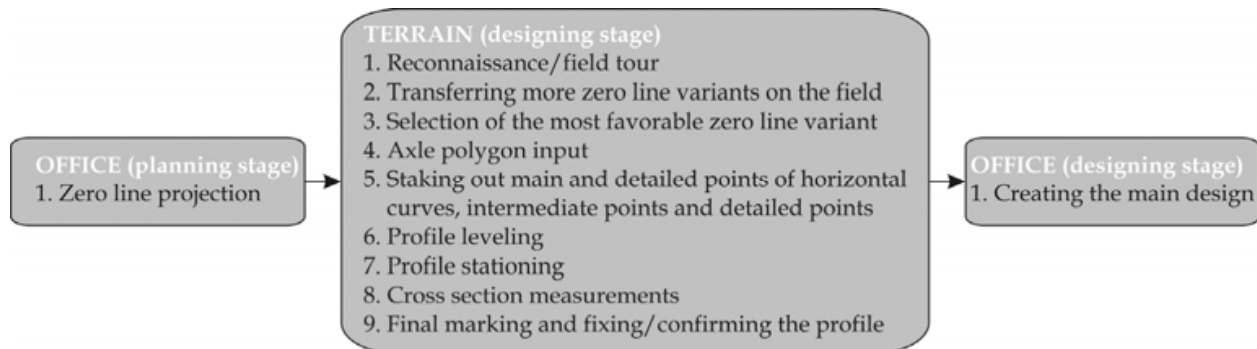 OFFICE (planning stage)
1. Zero line projection
TERRAIN (designing stage)
1. Reconnaissance/field tour
2. Transferring more zero line variants on the field
3. Selection of the most favorable zero line variant
4. Axle polygon input
5. Staking out main and detailed points of horizontal
curves, intermediate points and detailed points
6. Profile leveling
7. Profile stationing
8. Cross section measurements
9. Final marking and fixing/confirming the profile
OFFICE (designing stage)
1. Creating the main design